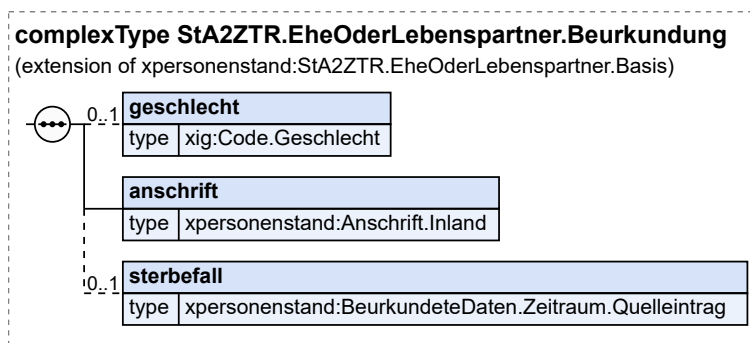 complexType StA2ZTR.EheOderLebenspartner.Beurkundung
(extension of xpersonenstand:StA2ZTR.EheOderLebenspartner.Basis)
0..1 geschlecht
type xig:Code.Geschlecht
anschrift
type xpersonenstand:Anschrift.Inland
0..1 sterbefall
type xpersonenstand:BeurkundeteDaten.Zeitraum.Quelleintrag